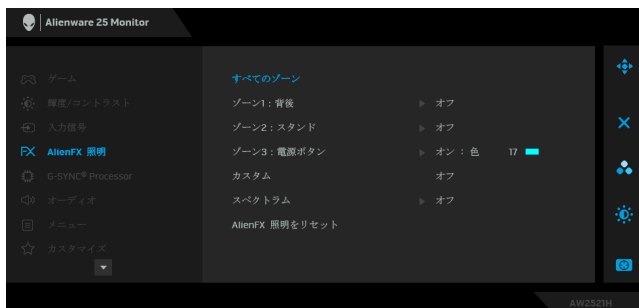 Alienware 25 Monitor
ゲーム
輝度/コントラスト
入力信号
FX AlienFX 照明
G-SYNC® Processor
オーディオ
メニュー
カスタマイズ
すべてのゾーン
ゾーン1：背後 オフ
ゾーン2：スタンド オフ
ゾーン3：電源ボタン オン：色 17
カスタム オフ
スペクトラム オフ
AlienFX 照明をリセット
AW2521H